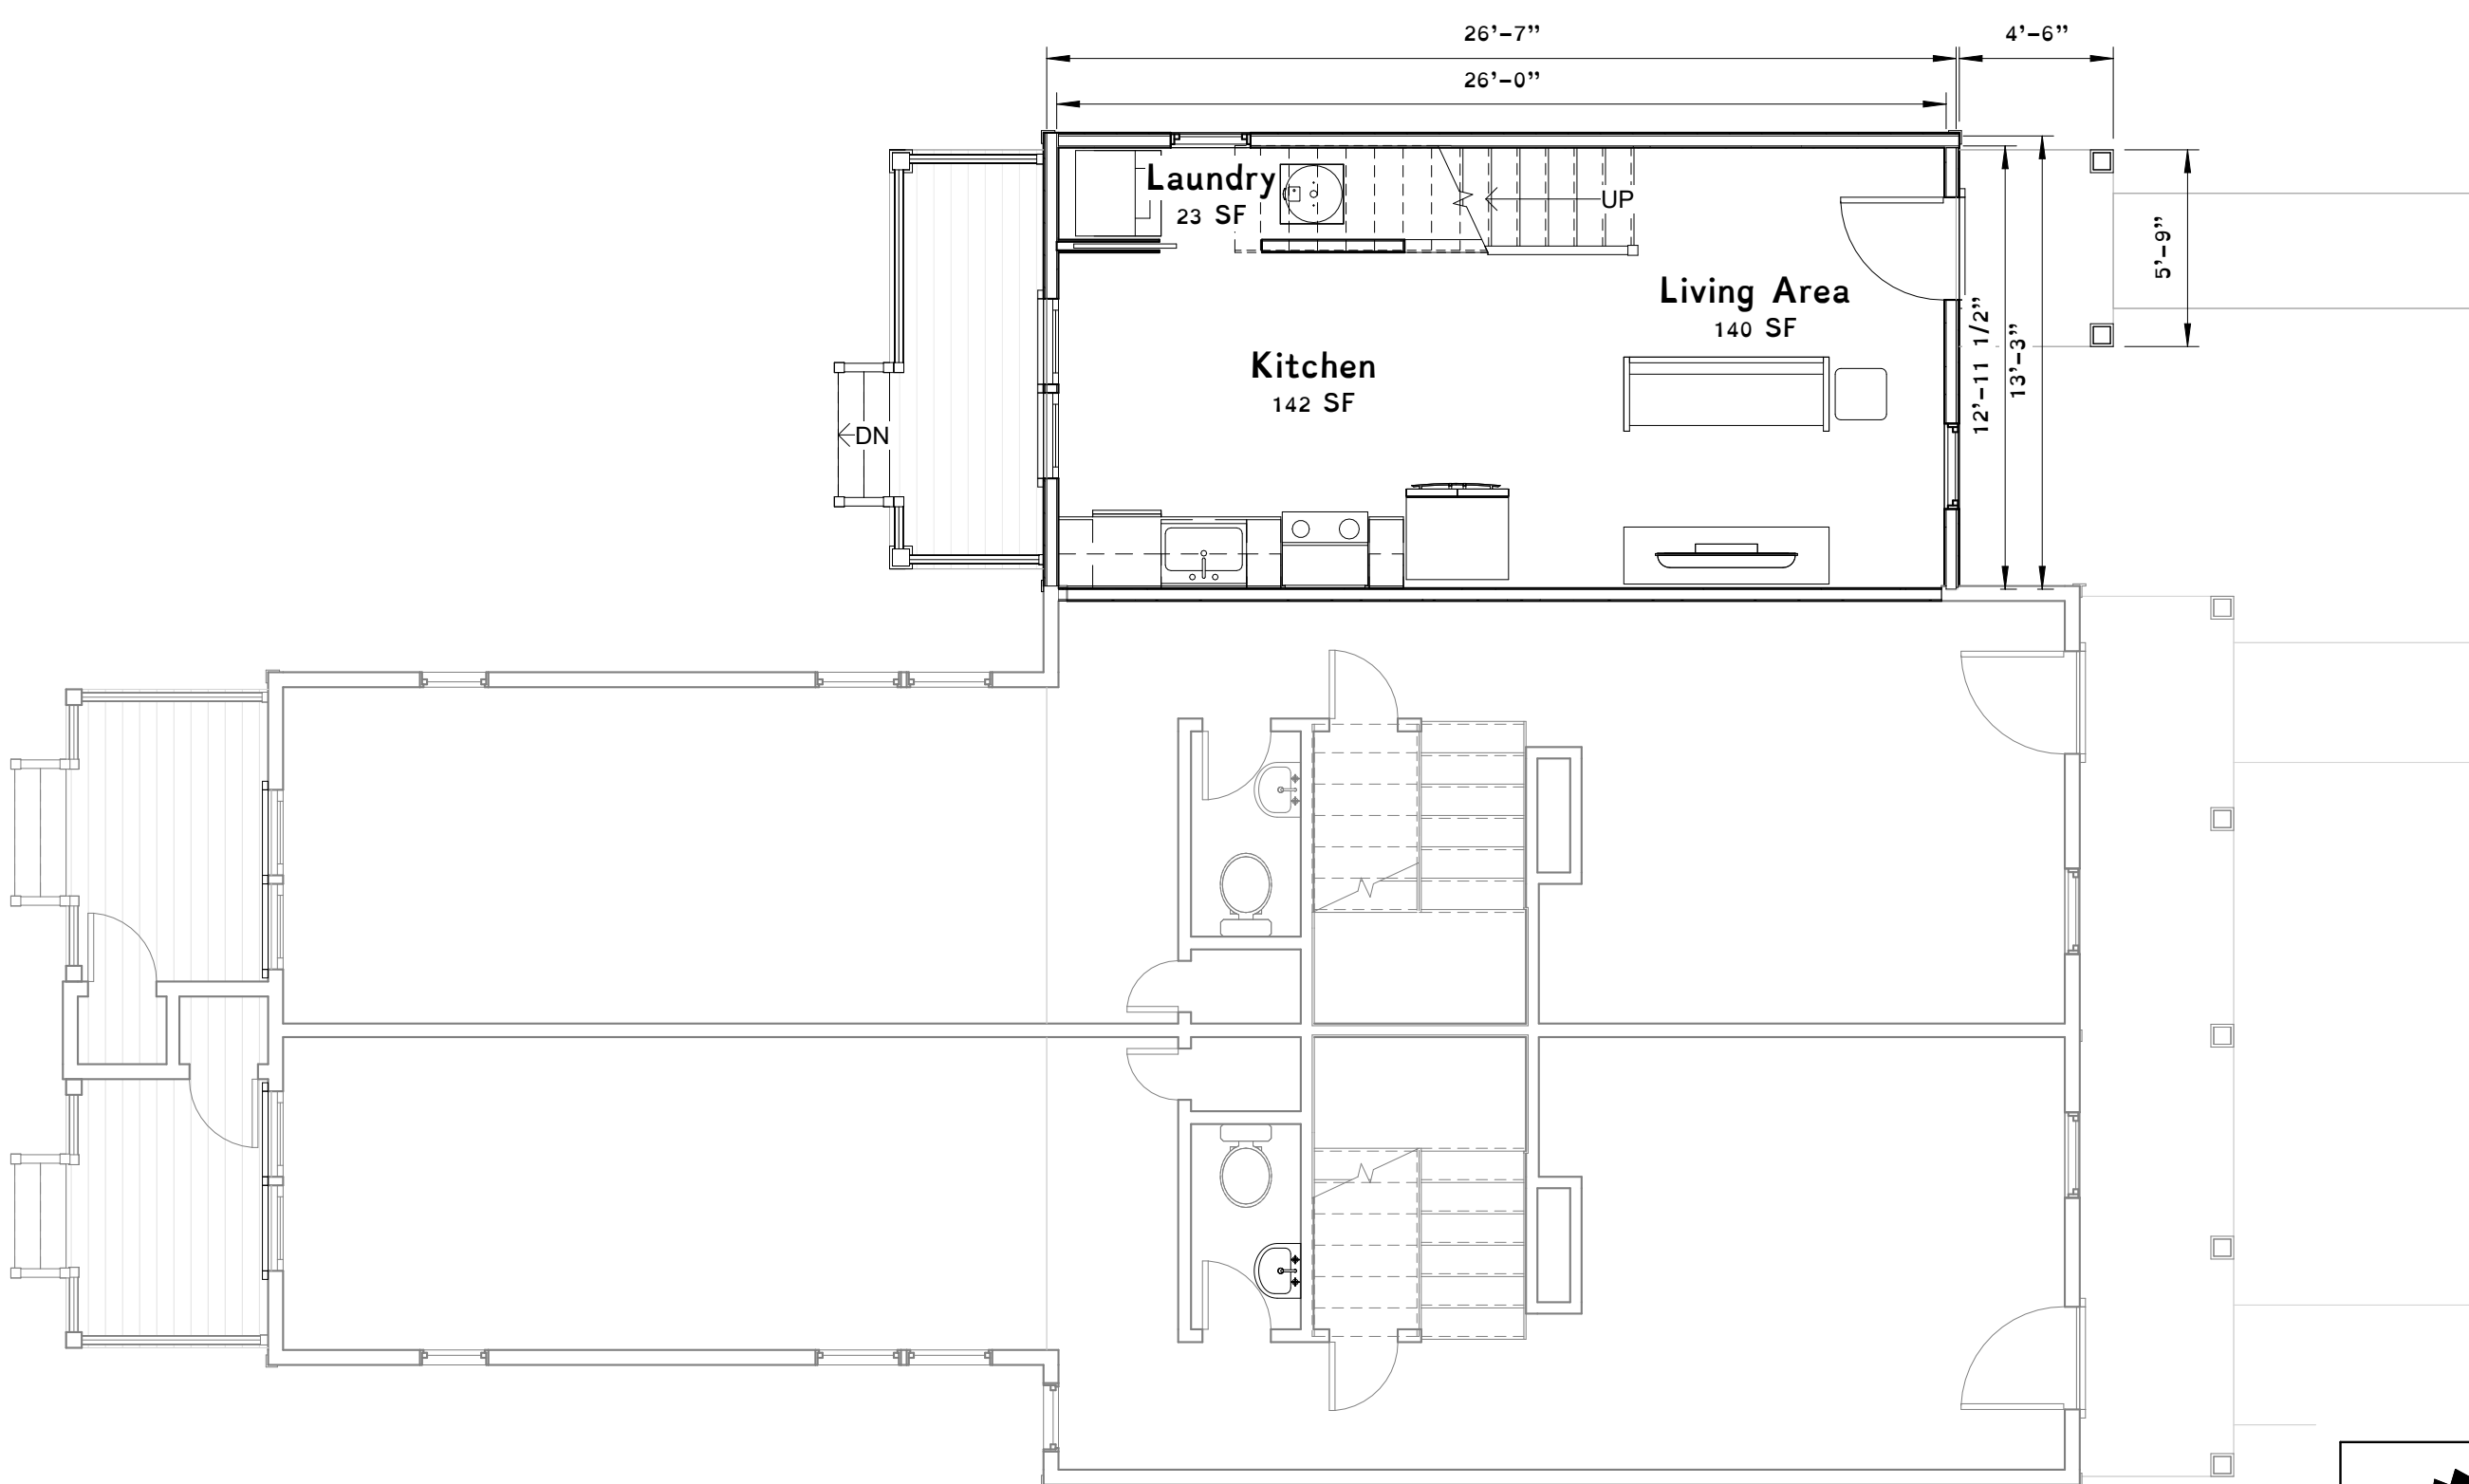 26'-7"
4'-6"
26'-0"
Laundry
23 SF
UP
5'-9"
Living Area
140 SF
12'-11 1/2"
13'-3"
Kitchen
142 SF
DN